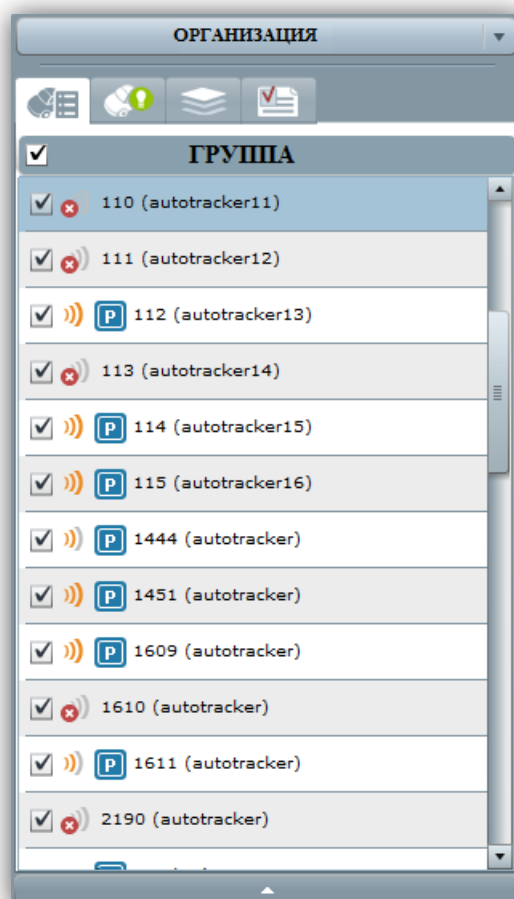 ОРГАНИЗАЦИЯ
ГРУППА
110 (autotracker11)
111 (autotracker12)
P 112 (autotracker13)
113 (autotracker14)
P 114 (autotracker15)
P 115 (autotracker16)
P 1444 (autotracker)
P 1451 (autotracker)
P 1609 (autotracker)
1610 (autotracker)
P 1611 (autotracker)
2190 (autotracker)